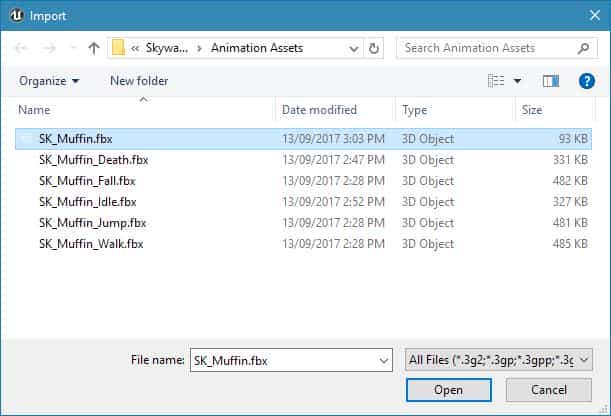 Import
« Skywa... > Animation Assets
Search Animation Assets
Organize New folder
Name Date modified Type Size
SK_Muffin.fbx 13/09/2017 3:03 PM 3D Object 93 KB
SK_Muffin_Death.fbx 13/09/2017 2:47 PM 3D Object 331 KB
SK_Muffin_Fall.fbx 13/09/2017 2:28 PM 3D Object 482 KB
SK_Muffin_Idle.fbx 13/09/2017 2:52 PM 3D Object 327 KB
SK_Muffin_Jump.fbx 13/09/2017 2:28 PM 3D Object 481 KB
SK_Muffin_Walk.fbx 13/09/2017 2:28 PM 3D Object 485 KB
File name: SK_Muffin.fbx All Files (*.3g2;*.3gp;*.3gpp;*.3g
Open Cancel